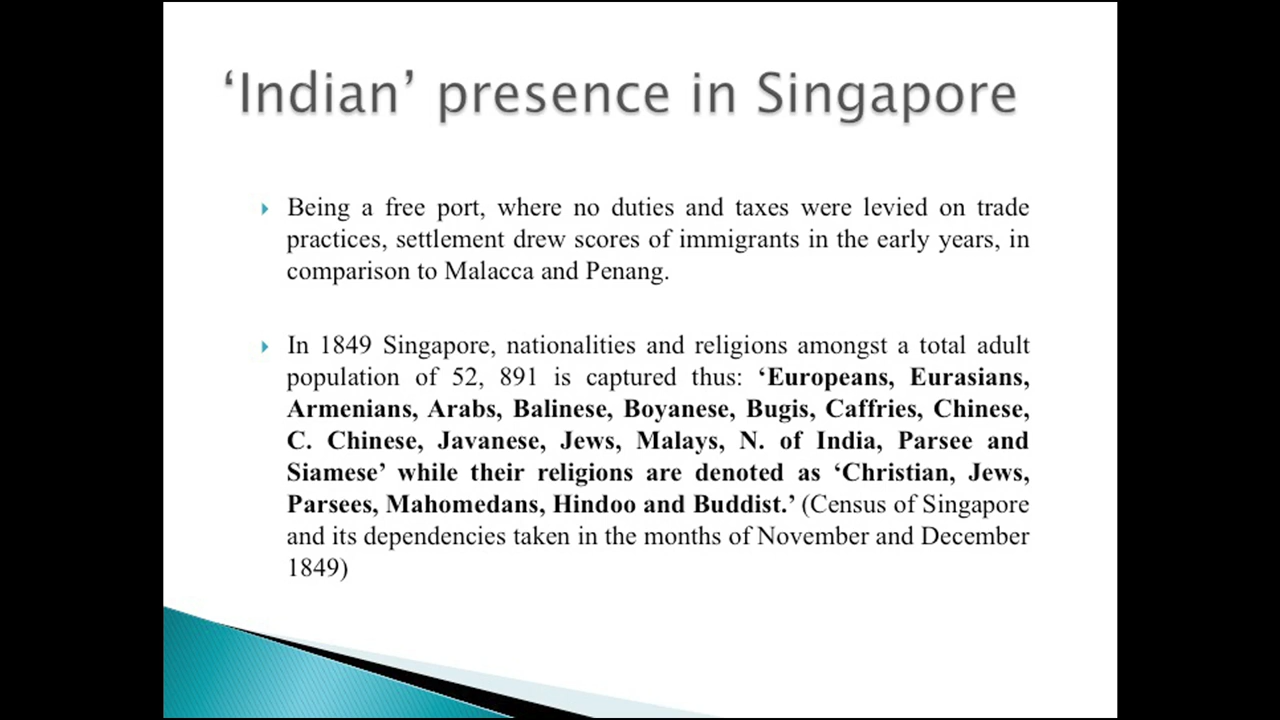 ‘Indian’ presence in Singapore
Being a free port, where no duties and taxes were levied on trade
practices, settlement drew scores of immigrants in the early years, in
comparison to Malacca and Penang.
In 1849 Singapore, nationalities and religions amongst a total adult
population of 52, 891 is captured thus: ‘Europeans, Eurasians,
Armenians, Arabs, Balinese, Boyanese, Bugis, Caffries, Chinese,
C. Chinese, Javanese, Jews, Malays, N. of India, Parsee and
Siamese’ while their religions are denoted as ‘Christian, Jews,
Parsees, Mahomedans, Hindoo and Buddist.’ (Census of Singapore
and its dependencies taken in the months of November and December
1849)